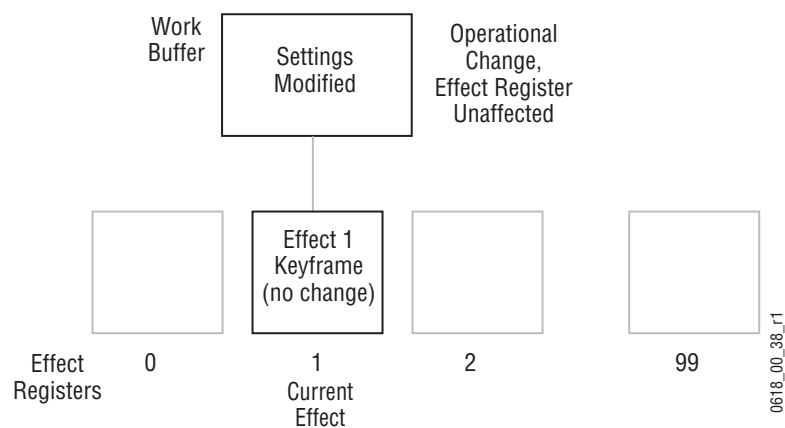 Work
Buffer
Settings
Modified
Operational
Change,
Effect Register
Unaffected
Effect 1
Keyframe
(no change)
Effect
Registers
0
1
2
99
Current
Effect
0618_00_38_r1